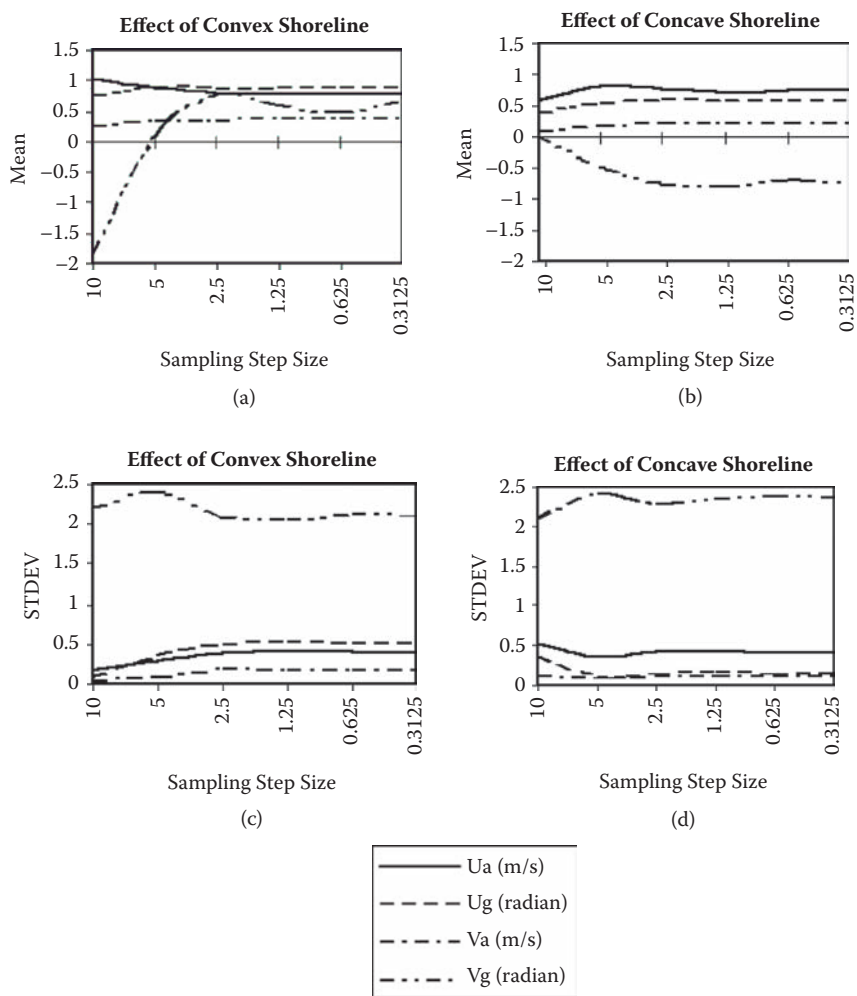 Effect of Convex Shoreline
1.5
1
0.5
0
−0.5
−1
−1.5
−2
Mean
10
5
2.5
1.25
0.625
0.3125
Sampling Step Size
(a)
Effect of Concave Shoreline
1.5
1
0.5
0
−0.5
−1
−1.5
−2
Mean
10
5
2.5
1.25
0.625
0.3125
Sampling Step Size
(b)
Effect of Convex Shoreline
2.5
2
1.5
1
0.5
0
STDEV
10
5
2.5
1.25
0.625
0.3125
Sampling Step Size
(c)
Effect of Concave Shoreline
2.5
2
1.5
1
0.5
0
STDEV
10
5
2.5
1.25
0.625
0.3125
Sampling Step Size
(d)
Ua (m/s)
Ug (radian)
Va (m/s)
Vg (radian)